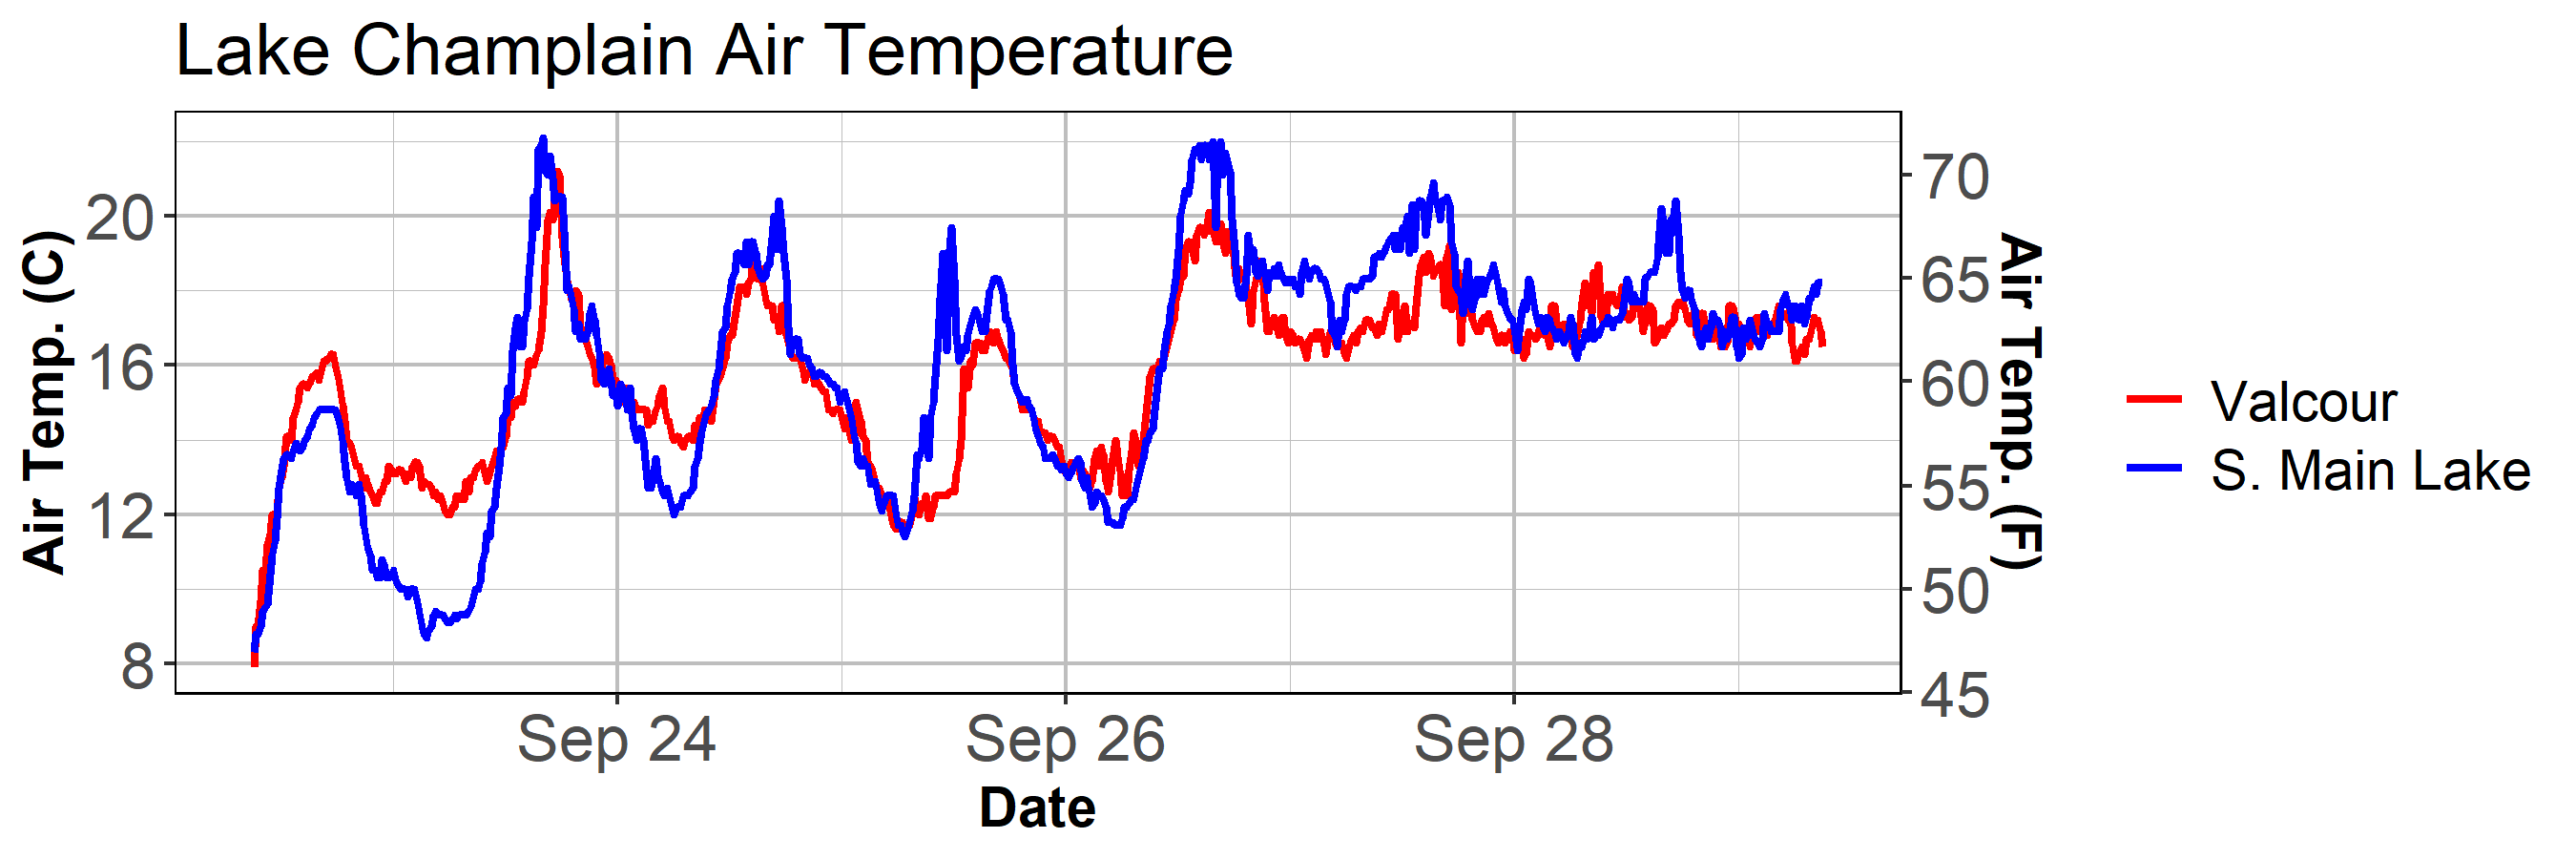 Lake Champlain Air Temperature
Air Temp. (C)
20
16
12
8
70
65
60
55
50
45
Air Temp. (F)
Sep 24
Sep 26
Sep 28
Date
Valcour
S. Main Lake